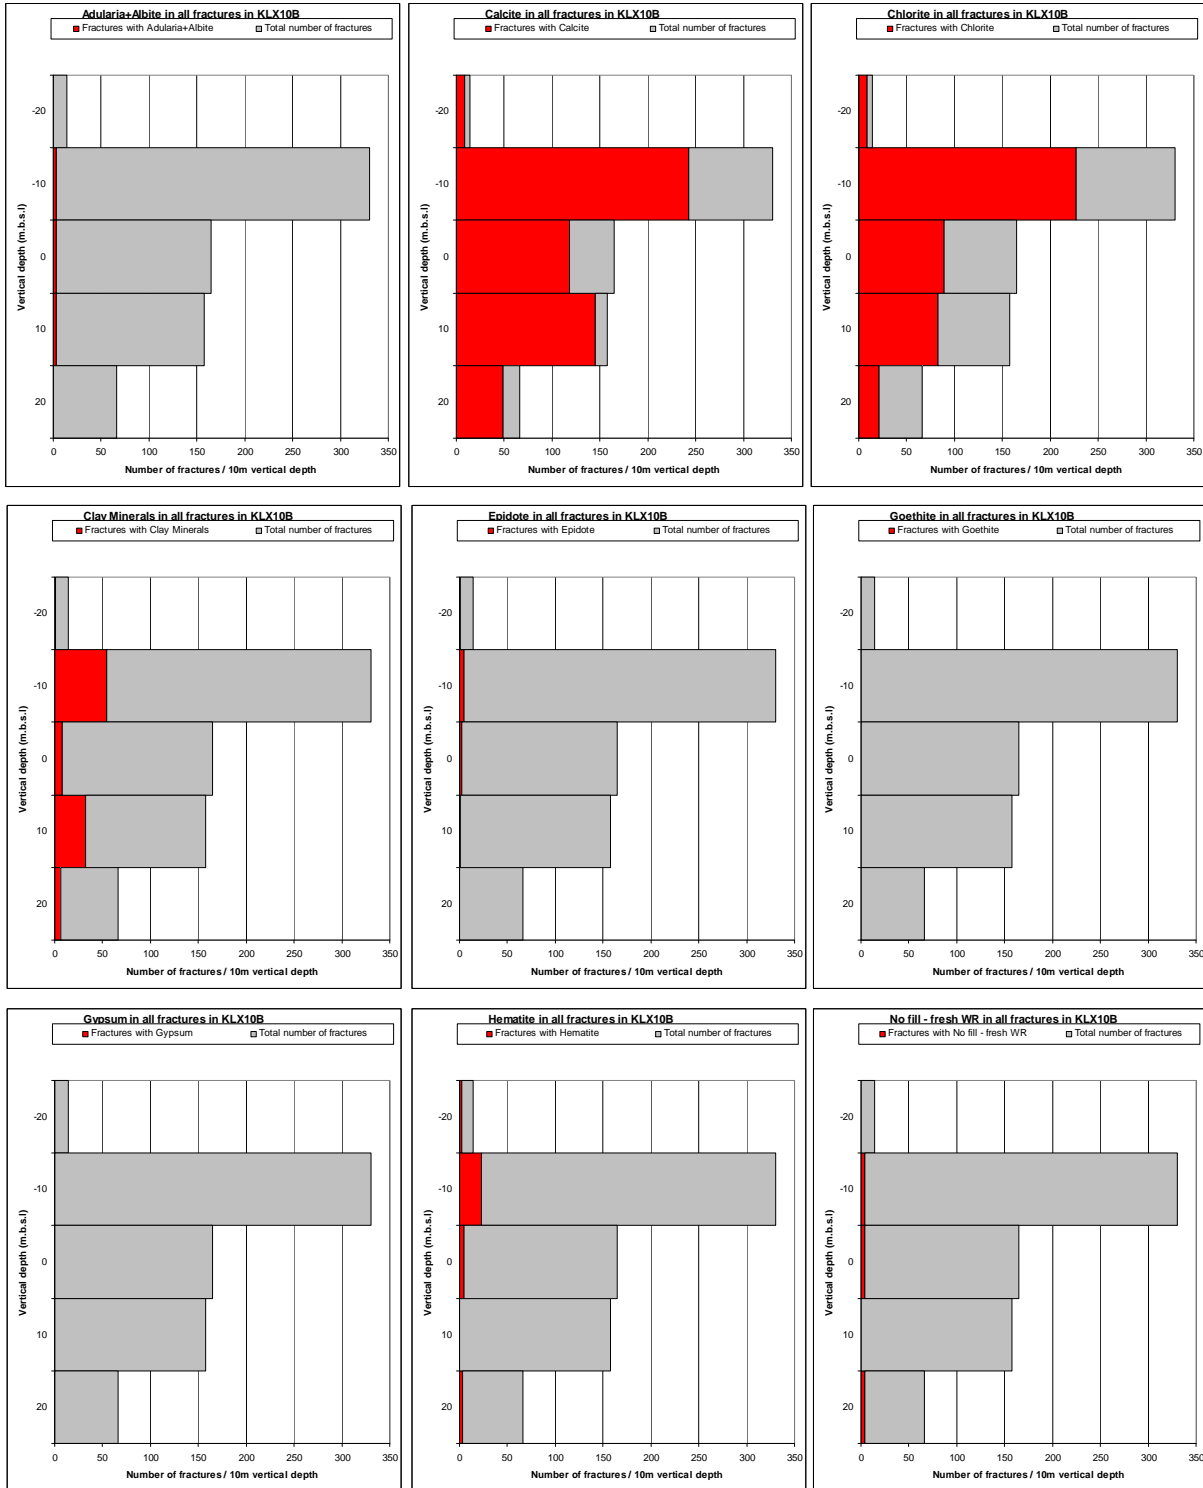 Adularia+Albite in all fractures in KLX10B
Fractures with Adularia+Albite Total number of fractures
Vertical depth (m.b.s.l)
-20
-10
0
10
20
0 50 100 150 200 250 300 350
Number of fractures / 10m vertical depth
Calcite in all fractures in KLX10B
Fractures with Calcite Total number of fractures
Vertical depth (m.b.s.l)
-20
-10
0
10
20
0 50 100 150 200 250 300 350
Number of fractures / 10m vertical depth
Chlorite in all fractures in KLX10B
Fractures with Chlorite Total number of fractures
Vertical depth (m.b.s.l)
-20
-10
0
10
20
0 50 100 150 200 250 300 350
Number of fractures / 10m vertical depth
Clay Minerals in all fractures in KLX10B
Fractures with Clay Minerals Total number of fractures
Vertical depth (m.b.s.l)
-20
-10
0
10
20
0 50 100 150 200 250 300 350
Number of fractures / 10m vertical depth
Epidote in all fractures in KLX10B
Fractures with Epidote Total number of fractures
Vertical depth (m.b.s.l)
-20
-10
0
10
20
0 50 100 150 200 250 300 350
Number of fractures / 10m vertical depth
Goethite in all fractures in KLX10B
Fractures with Goethite Total number of fractures
Vertical depth (m.b.s.l)
-20
-10
0
10
20
0 50 100 150 200 250 300 350
Number of fractures / 10m vertical depth
Gypsum in all fractures in KLX10B
Fractures with Gypsum Total number of fractures
Vertical depth (m.b.s.l)
-20
-10
0
10
20
0 50 100 150 200 250 300 350
Number of fractures / 10m vertical depth
Hematite in all fractures in KLX10B
Fractures with Hematite Total number of fractures
Vertical depth (m.b.s.l)
-20
-10
0
10
20
0 50 100 150 200 250 300 350
Number of fractures / 10m vertical depth
No fill - fresh WR in all fractures in KLX10B
Fractures with No fill - fresh WR Total number of fractures
Vertical depth (m.b.s.l)
-20
-10
0
10
20
0 50 100 150 200 250 300 350
Number of fractures / 10m vertical depth